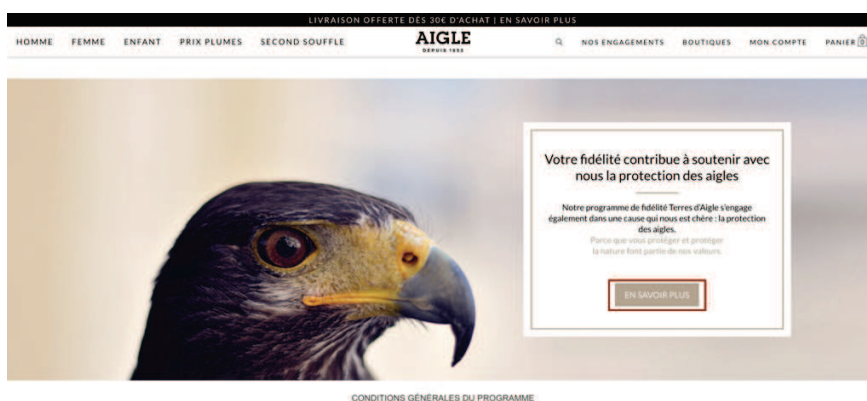 LIVRAISON OFFERTE DÈS 30€ D'ACHAT | EN SAVOIR PLUS
HOMME FEMME ENFANT PRIX PLUMES SECOND SOUFFLE AIGLE NOS ENGAGEMENTS BOUTIQUES MON COMPTE PANIER 0
DEPUIS 1853
Votre fidélité contribue à soutenir avec
nous la protection des aigles
Notre programme de fidélité Terres d'Aigle s'engage
également dans une cause qui nous est chère : la protection
des aigles.
Parce que vous protéger et protéger
la nature font partie de nos valeurs.
EN SAVOIR PLUS
CONDITIONS GÉNÉRALES DU PROGRAMME